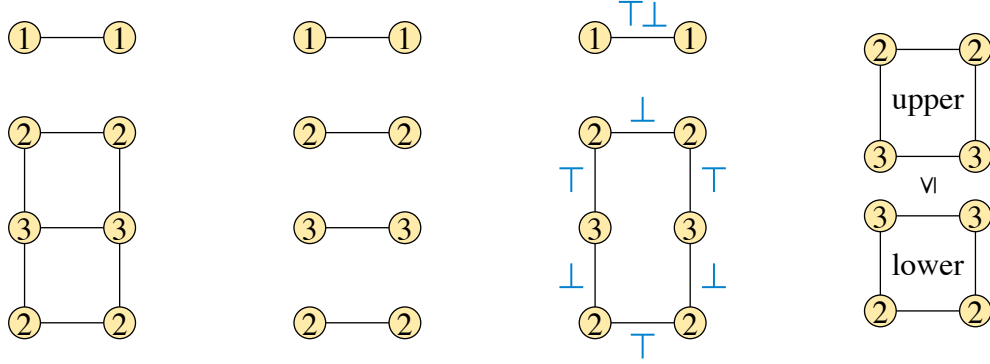 1 1 1 1 ⊤⊥ 1 1
2 2 2 2 ⊥ 2 2 2 2
upper
⊤ ⊤ 3 3
≤
3 3 3 3 3 3 3 3
⊥ ⊥ lower
2 2 2 2 2 2 2 2
⊤